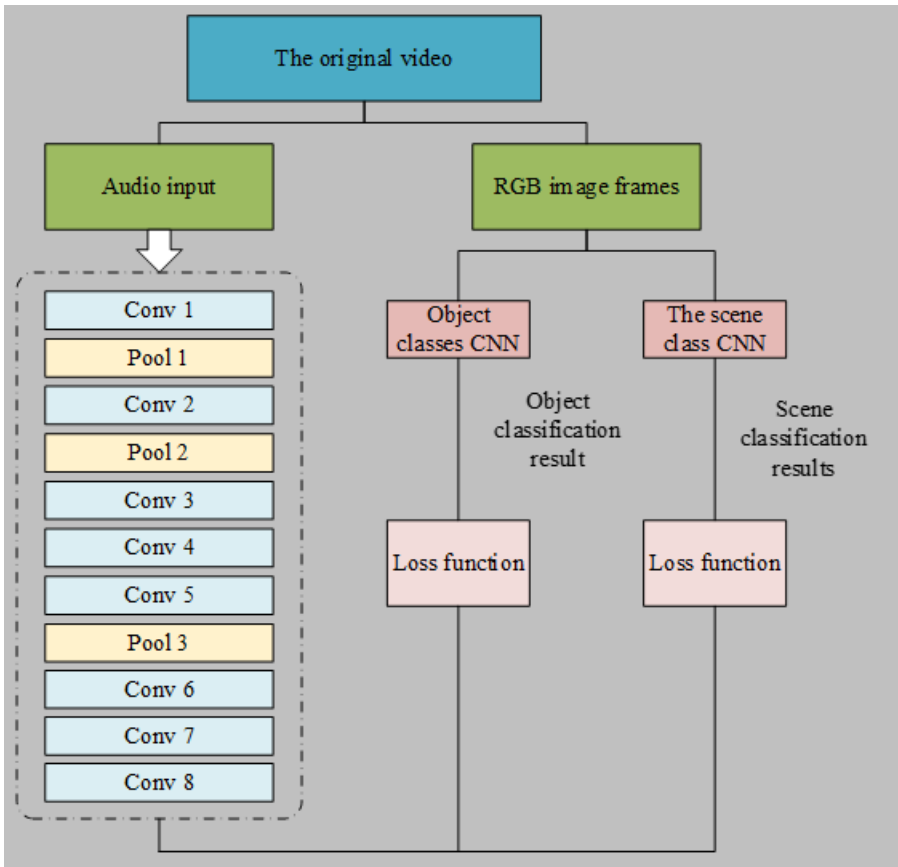 The original video
Audio input
RGB image frames
Conv 1
Pool 1
Conv 2
Pool 2
Conv 3
Conv 4
Conv 5
Pool 3
Conv 6
Conv 7
Conv 8
Object
classes CNN
The scene
class CNN
Object
classification
result
Scene
classification
results
Loss function
Loss function